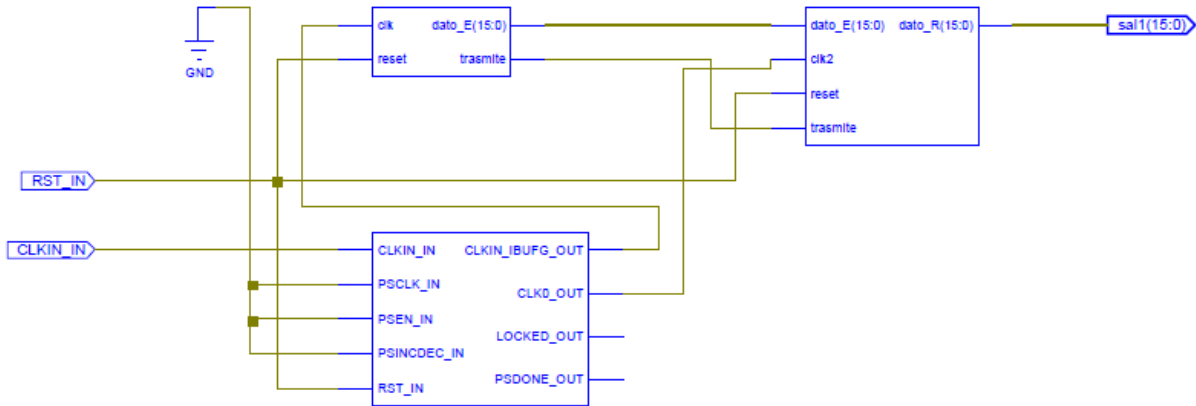 clk
dato_E(15:0)
reset
trasmite
dato_E(15:0)
dato_R(15:0)
clk2
reset
trasmite
sal1(15:0)
GND
RST_IN
CLKIN_IN
CLKIN_IN
CLKIN_IBUFG_OUT
PSCLK_IN
CLK0_OUT
PSEN_IN
LOCKED_OUT
PSINCDEC_IN
PSDONE_OUT
RST_IN